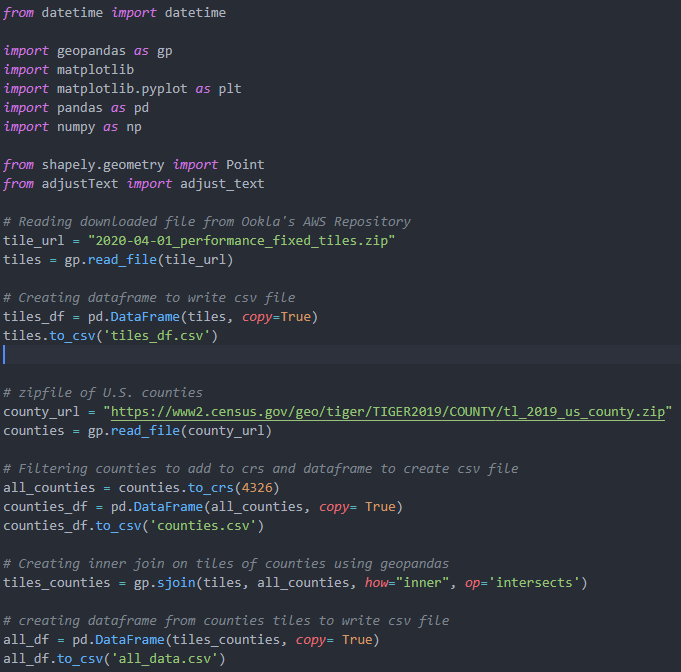 from datetime import datetime
import geopandas as gp
import matplotlib
import matplotlib.pyplot as plt
import pandas as pd
import numpy as np
from shapely.geometry import Point
from adjustText import adjust_text
# Reading downloaded file from Ookla's AWS Repository
tile_url = "2020-04-01_performance_fixed_tiles.zip"
tiles = gp.read_file(tile_url)
# Creating dataframe to write csv file
tiles_df = pd.DataFrame(tiles, copy=True)
tiles.to_csv('tiles_df.csv')
# zipfile of U.S. counties
county_url = "https://www2.census.gov/geo/tiger/TIGER2019/COUNTY/tl_2019_us_county.zip"
counties = gp.read_file(county_url)
# Filtering counties to add to crs and dataframe to create csv file
all_counties = counties.to_crs(4326)
counties_df = pd.DataFrame(all_counties, copy= True)
counties_df.to_csv('counties.csv')
# Creating inner join on tiles of counties using geopandas
tiles_counties = gp.sjoin(tiles, all_counties, how="inner", op='intersects')
# creating dataframe from counties tiles to write csv file
all_df = pd.DataFrame(tiles_counties, copy= True)
all_df.to_csv('all_data.csv')